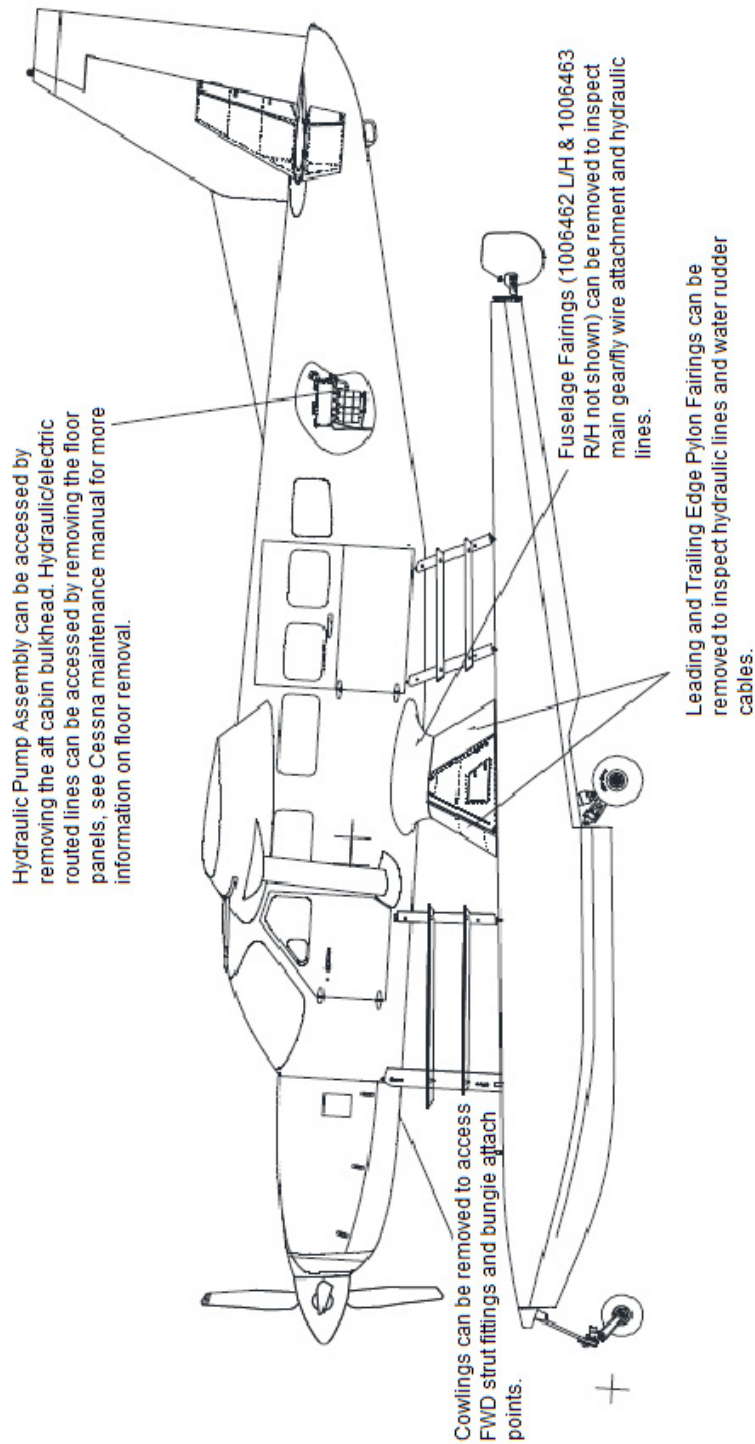 Hydraulic Pump Assembly can be accessed by
removing the aft cabin bulkhead. Hydraulic/electric
routed lines can be accessed by removing the floor
panels, see Cessna maintenance manual for more
information on floor removal.
Fuselage Fairings (1006462 L/H & 1006463
R/H not shown) can be removed to inspect
main gear/fly wire attachment and hydraulic
lines.
Leading and Trailing Edge Pylon Fairings can be
removed to inspect hydraulic lines and water rudder
cables.
Cowlings can be removed to access
FWD strut fittings and bungie attach
points.